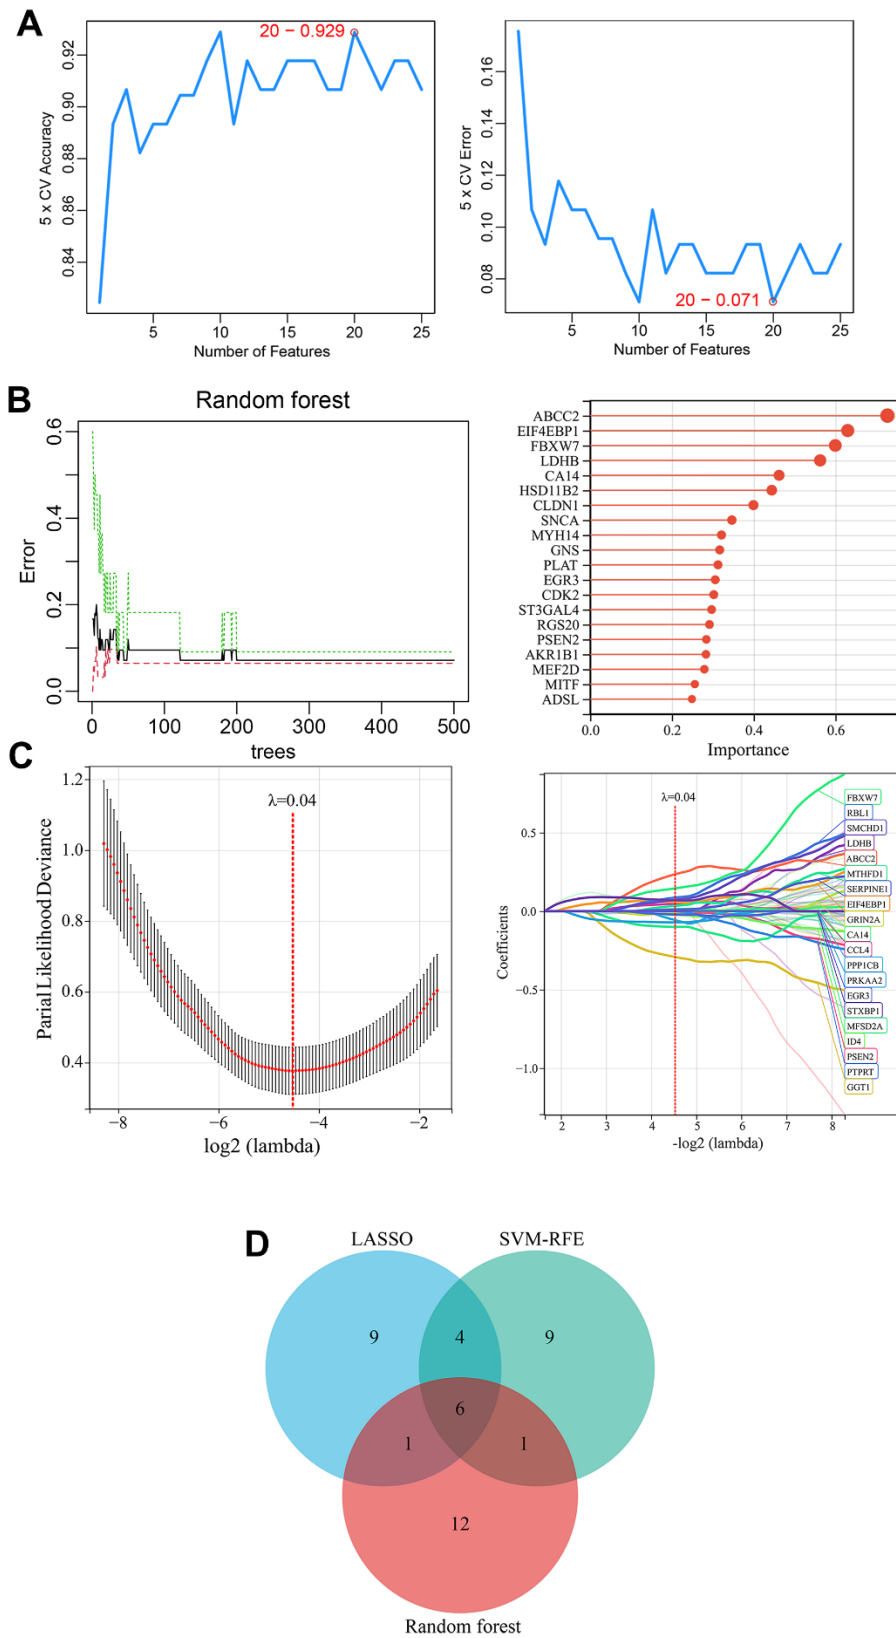 A
20 − 0.929
5 x CV Accuracy
0.84
0.86
0.88
0.90
0.92
5
10
15
20
25
Number of Features
20 − 0.071
5 x CV Error
0.08
0.10
0.12
0.14
0.16
5
10
15
20
25
Number of Features
B
Random forest
Error
0.0
0.2
0.4
0.6
0
100
200
300
400
500
trees
ABCC2
EIF4EBP1
FBXW7
LDHB
CA14
HSD11B2
CLDN1
SNCA
MYH14
GNS
PLAT
EGR3
CDK2
ST3GAL4
RGS20
PSEN2
AKR1B1
MEF2D
MITF
ADSL
0.0
0.2
0.4
0.6
Importance
C
λ=0.04
Parial Likelihood Deviance
1.2
1.0
0.8
0.6
0.4
−8
−6
−4
−2
log2 (lambda)
λ=0.04
Coefficients
0.5
0.0
−0.5
−1.0
2
3
4
5
6
7
8
-log2 (lambda)
FBXW7
RBL1
SMCHD1
LDHB
ABCC2
MTHFD1
SERPINE1
EIF4EBP1
GRIN2A
CA14
CCL4
PPP1CB
PRKAA2
EGR3
STXBP1
MFSD2A
ID4
PSEN2
PTPRT
GGT1
D
LASSO
SVM-RFE
9
4
9
6
1
1
12
Random forest